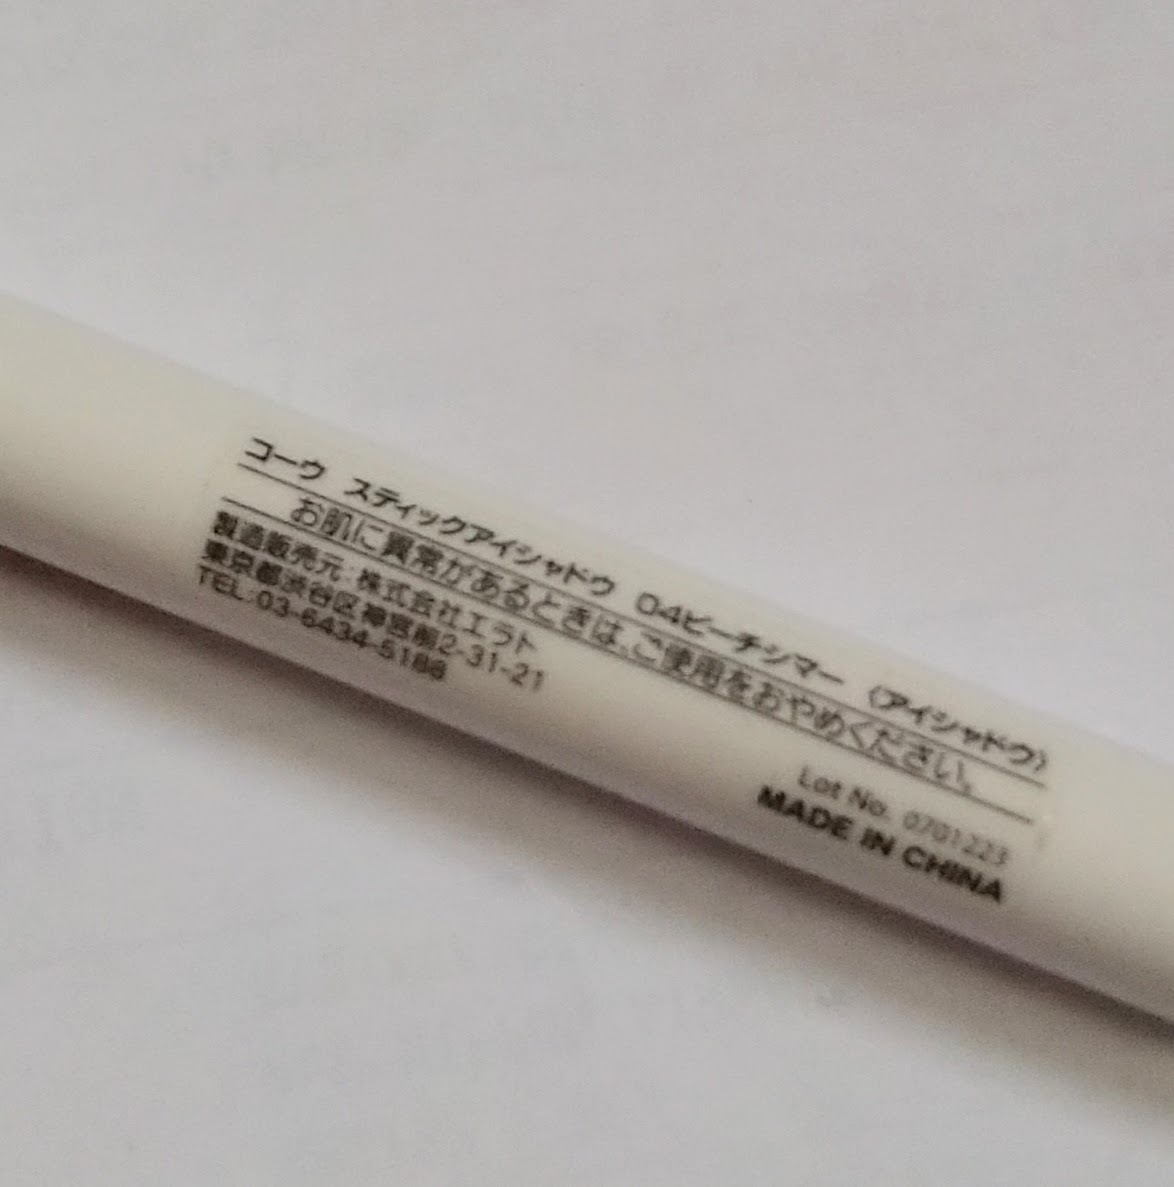 コーウ スティックアイシャドウ 04ピーチシマー (アイシャドウ)
お肌に異常があるときは、ご使用をおやめください。
製造販売元:株式会社エラト
東京都渋谷区神宮前2-31-21
TEL:03-6434-5188
Lot No. 0701223
MADE IN CHINA